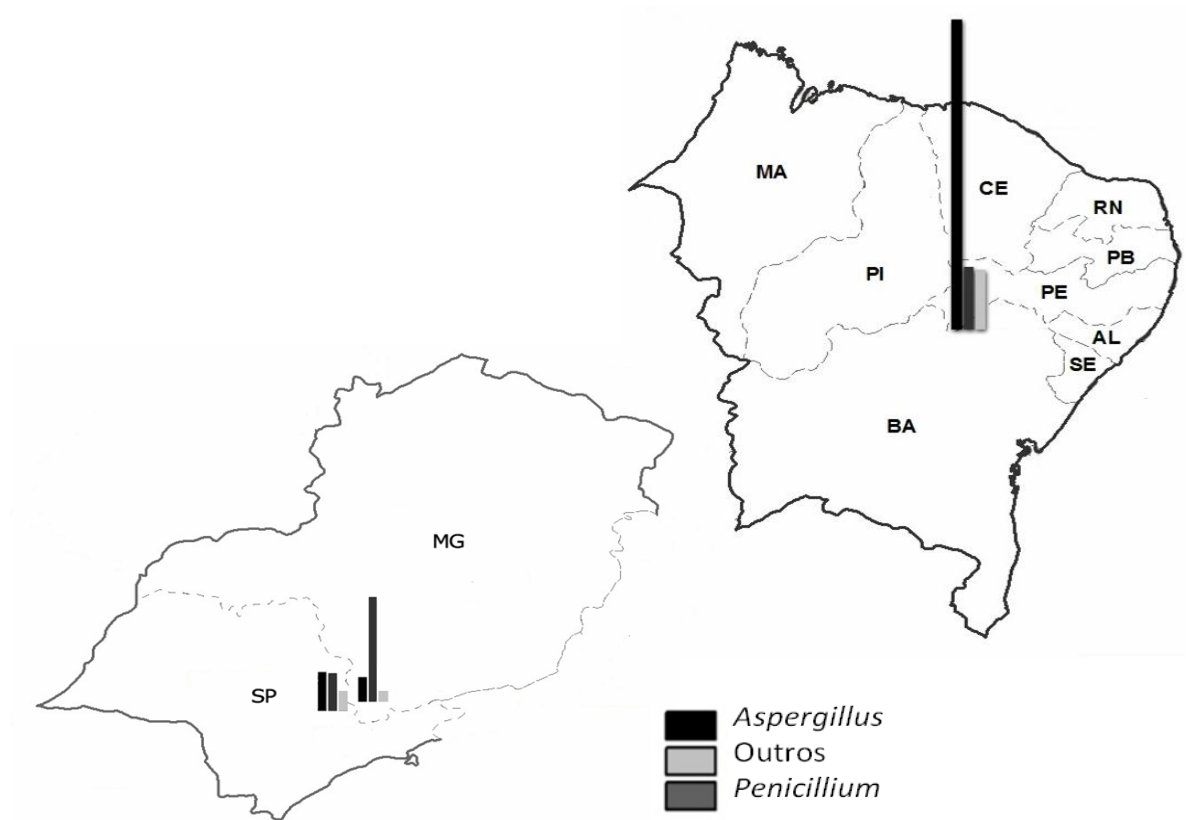 MA
CE
RN
PB
PI
PE
AL
SE
BA
MG
SP
Aspergillus
Outros
Penicillium